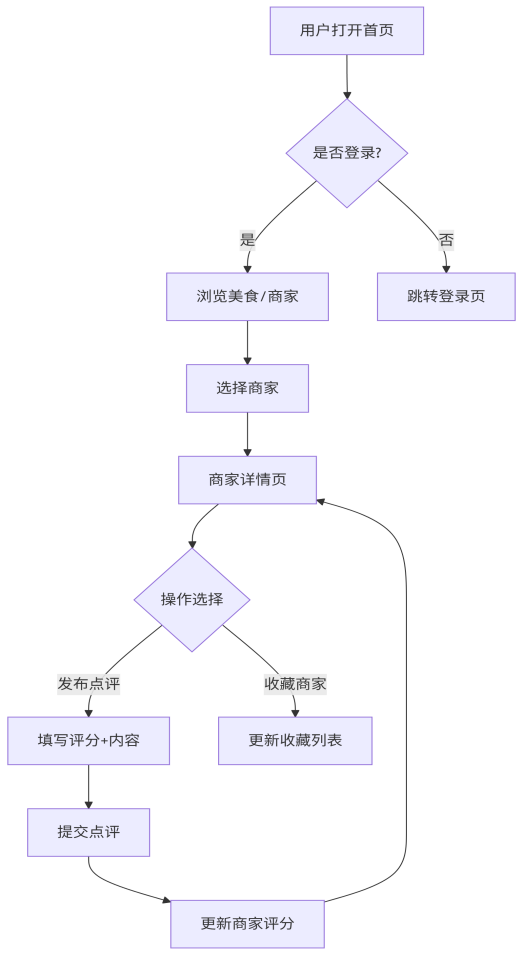 用户打开首页
是否登录?
是
否
浏览美食/商家
跳转登录页
选择商家
商家详情页
操作选择
发布点评
收藏商家
填写评分+内容
更新收藏列表
提交点评
更新商家评分